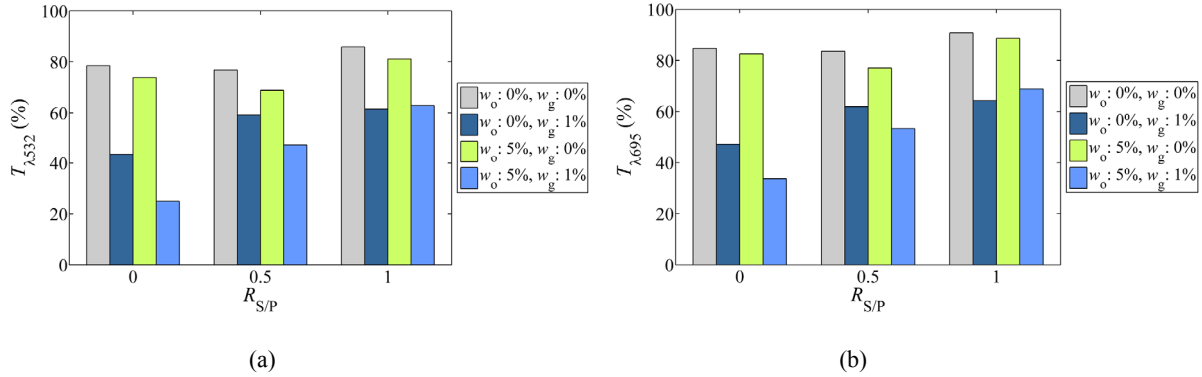 100
80
60
40
20
0
Tλ532 (%)
0 0.5 1
RS/P
wo: 0%, wg: 0%
wo: 0%, wg: 1%
wo: 5%, wg: 0%
wo: 5%, wg: 1%
(a)
100
80
60
40
20
0
Tλ695 (%)
0 0.5 1
RS/P
wo: 0%, wg: 0%
wo: 0%, wg: 1%
wo: 5%, wg: 0%
wo: 5%, wg: 1%
(b)